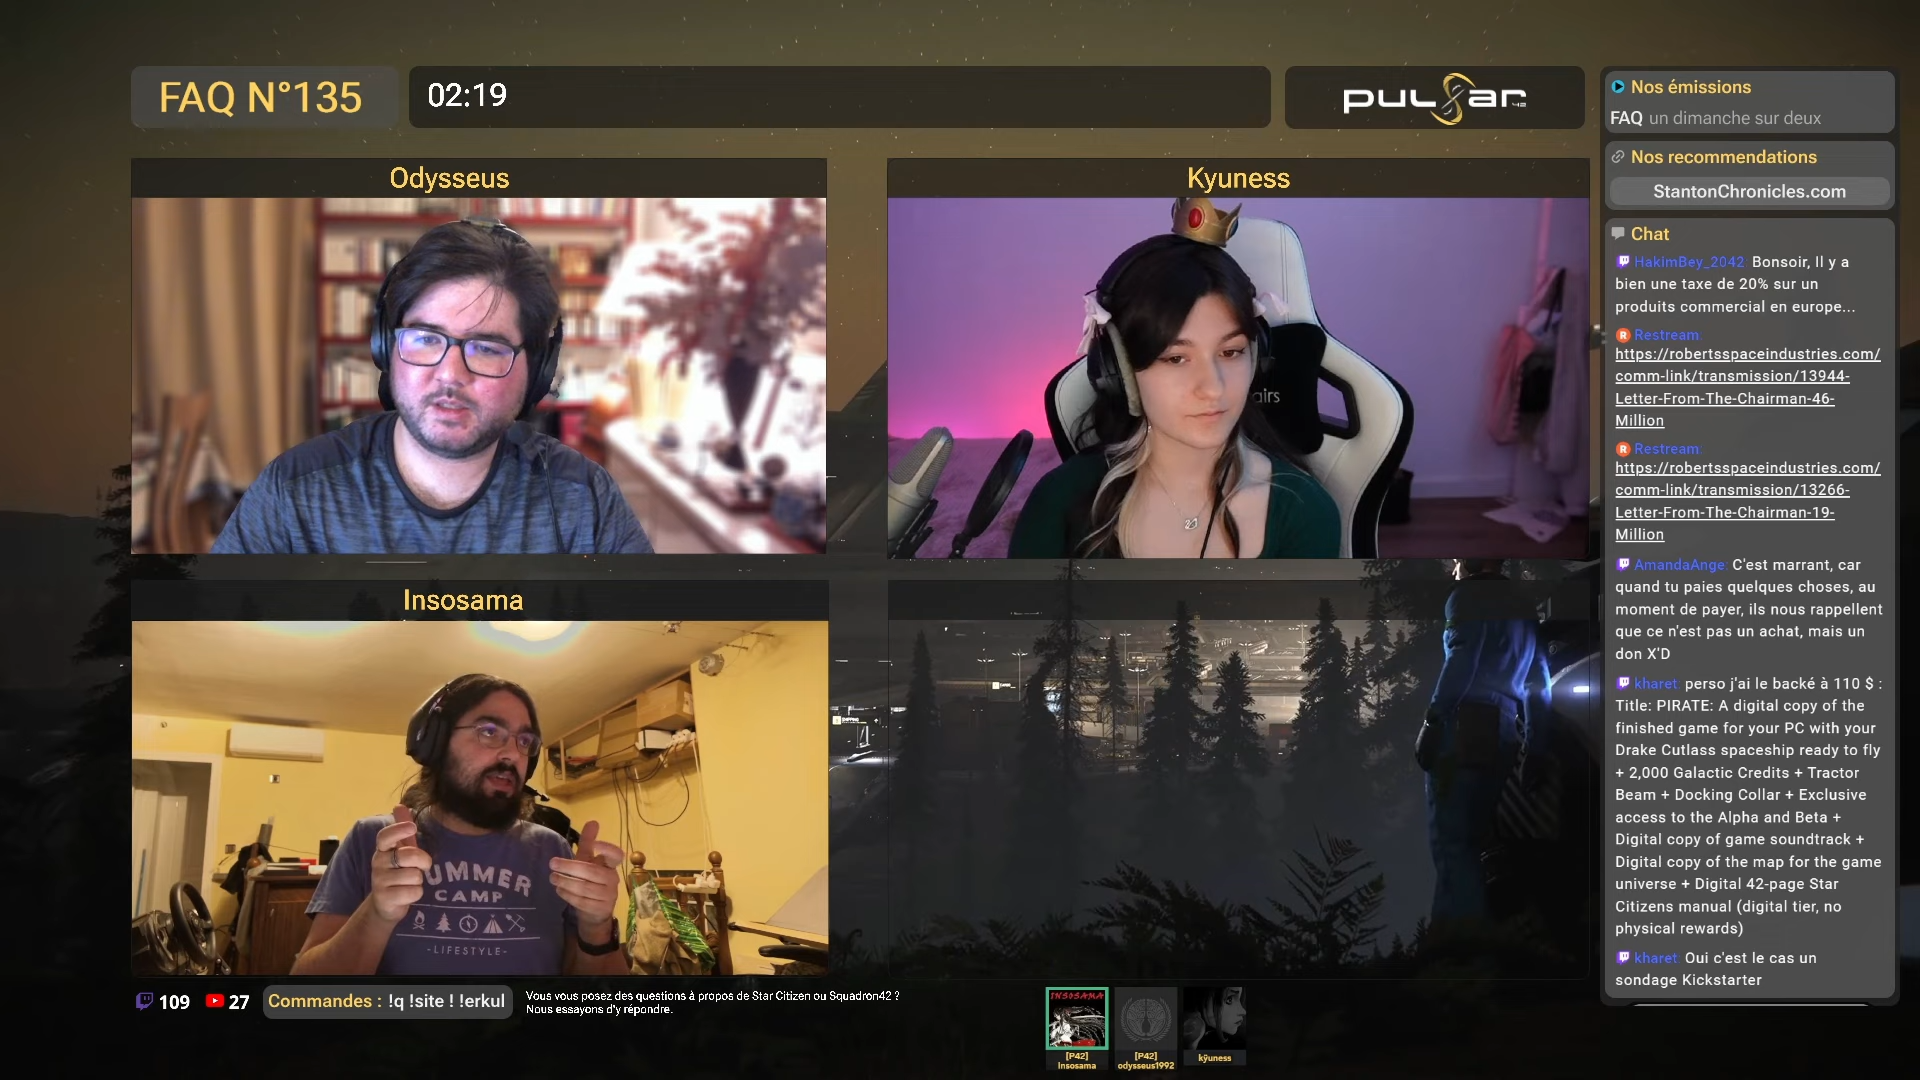 FAQ N°135
02:19
pulsar 42
Nos émissions
FAQ un dimanche sur deux
Nos recommendations
StantonChronicles.com
Odysseus
Kyuness
airs
Insosama
SUMMER
CAMP
-LIFESTYLE-
Chat
HakimBey_2042: Bonsoir, Il y a
bien une taxe de 20% sur un
produits commercial en europe...
Restream:
https://robertsspaceindustries.com/
comm-link/transmission/13944-
Letter-From-The-Chairman-46-
Million
Restream:
https://robertsspaceindustries.com/
comm-link/transmission/13266-
Letter-From-The-Chairman-19-
Million
AmandaAnge: C'est marrant, car
quand tu paies quelques choses, au
moment de payer, ils nous rappellent
que ce n'est pas un achat, mais un
don X'D
kharet: perso j'ai le backé à 110 $ :
Title: PIRATE: A digital copy of the
finished game for your PC with your
Drake Cutlass spaceship ready to fly
+ 2,000 Galactic Credits + Tractor
Beam + Docking Collar + Exclusive
access to the Alpha and Beta +
Digital copy of game soundtrack +
Digital copy of the map for the game
universe + Digital 42-page Star
Citizens manual (digital tier, no
physical rewards)
kharet: Oui c'est le cas un
sondage Kickstarter
109
27
Commandes : !q !site ! !erkul
Vous vous posez des questions à propos de Star Citizen ou Squadron42 ?
Nous essayons d'y répondre.
INSOSAMA
[P42]
Insosama
[P42]
odysseus1992
kyuness